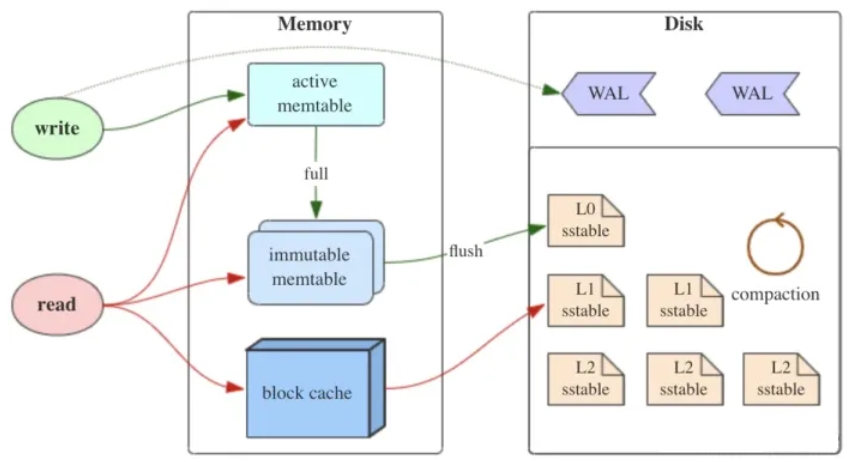 Memory
Disk
active
memtable
WAL
WAL
write
full
L0
sstable
immutable
memtable
flush
read
L1
sstable
L1
sstable
compaction
block cache
L2
sstable
L2
sstable
L2
sstable